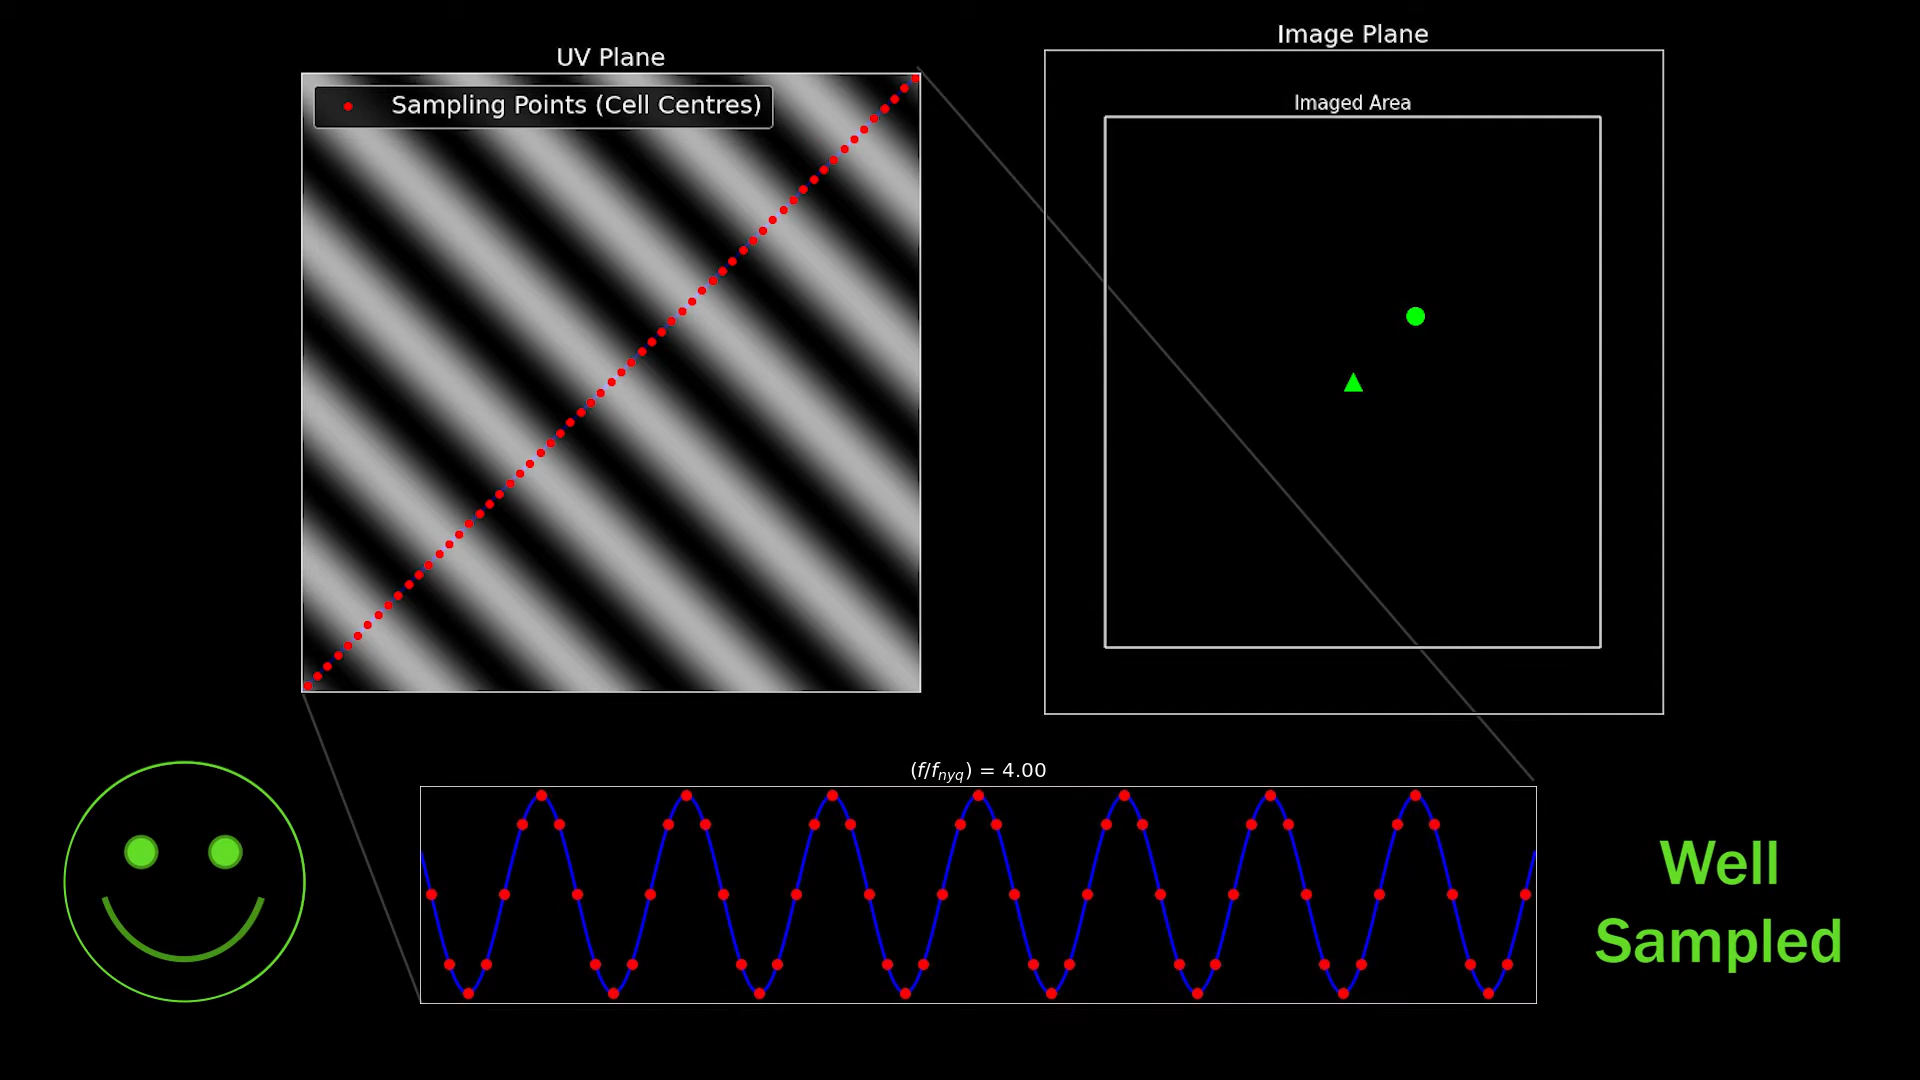 UV Plane
Sampling Points (Cell Centres)
Image Plane
Imaged Area
(f/f_nyq) = 4.00
Well
Sampled